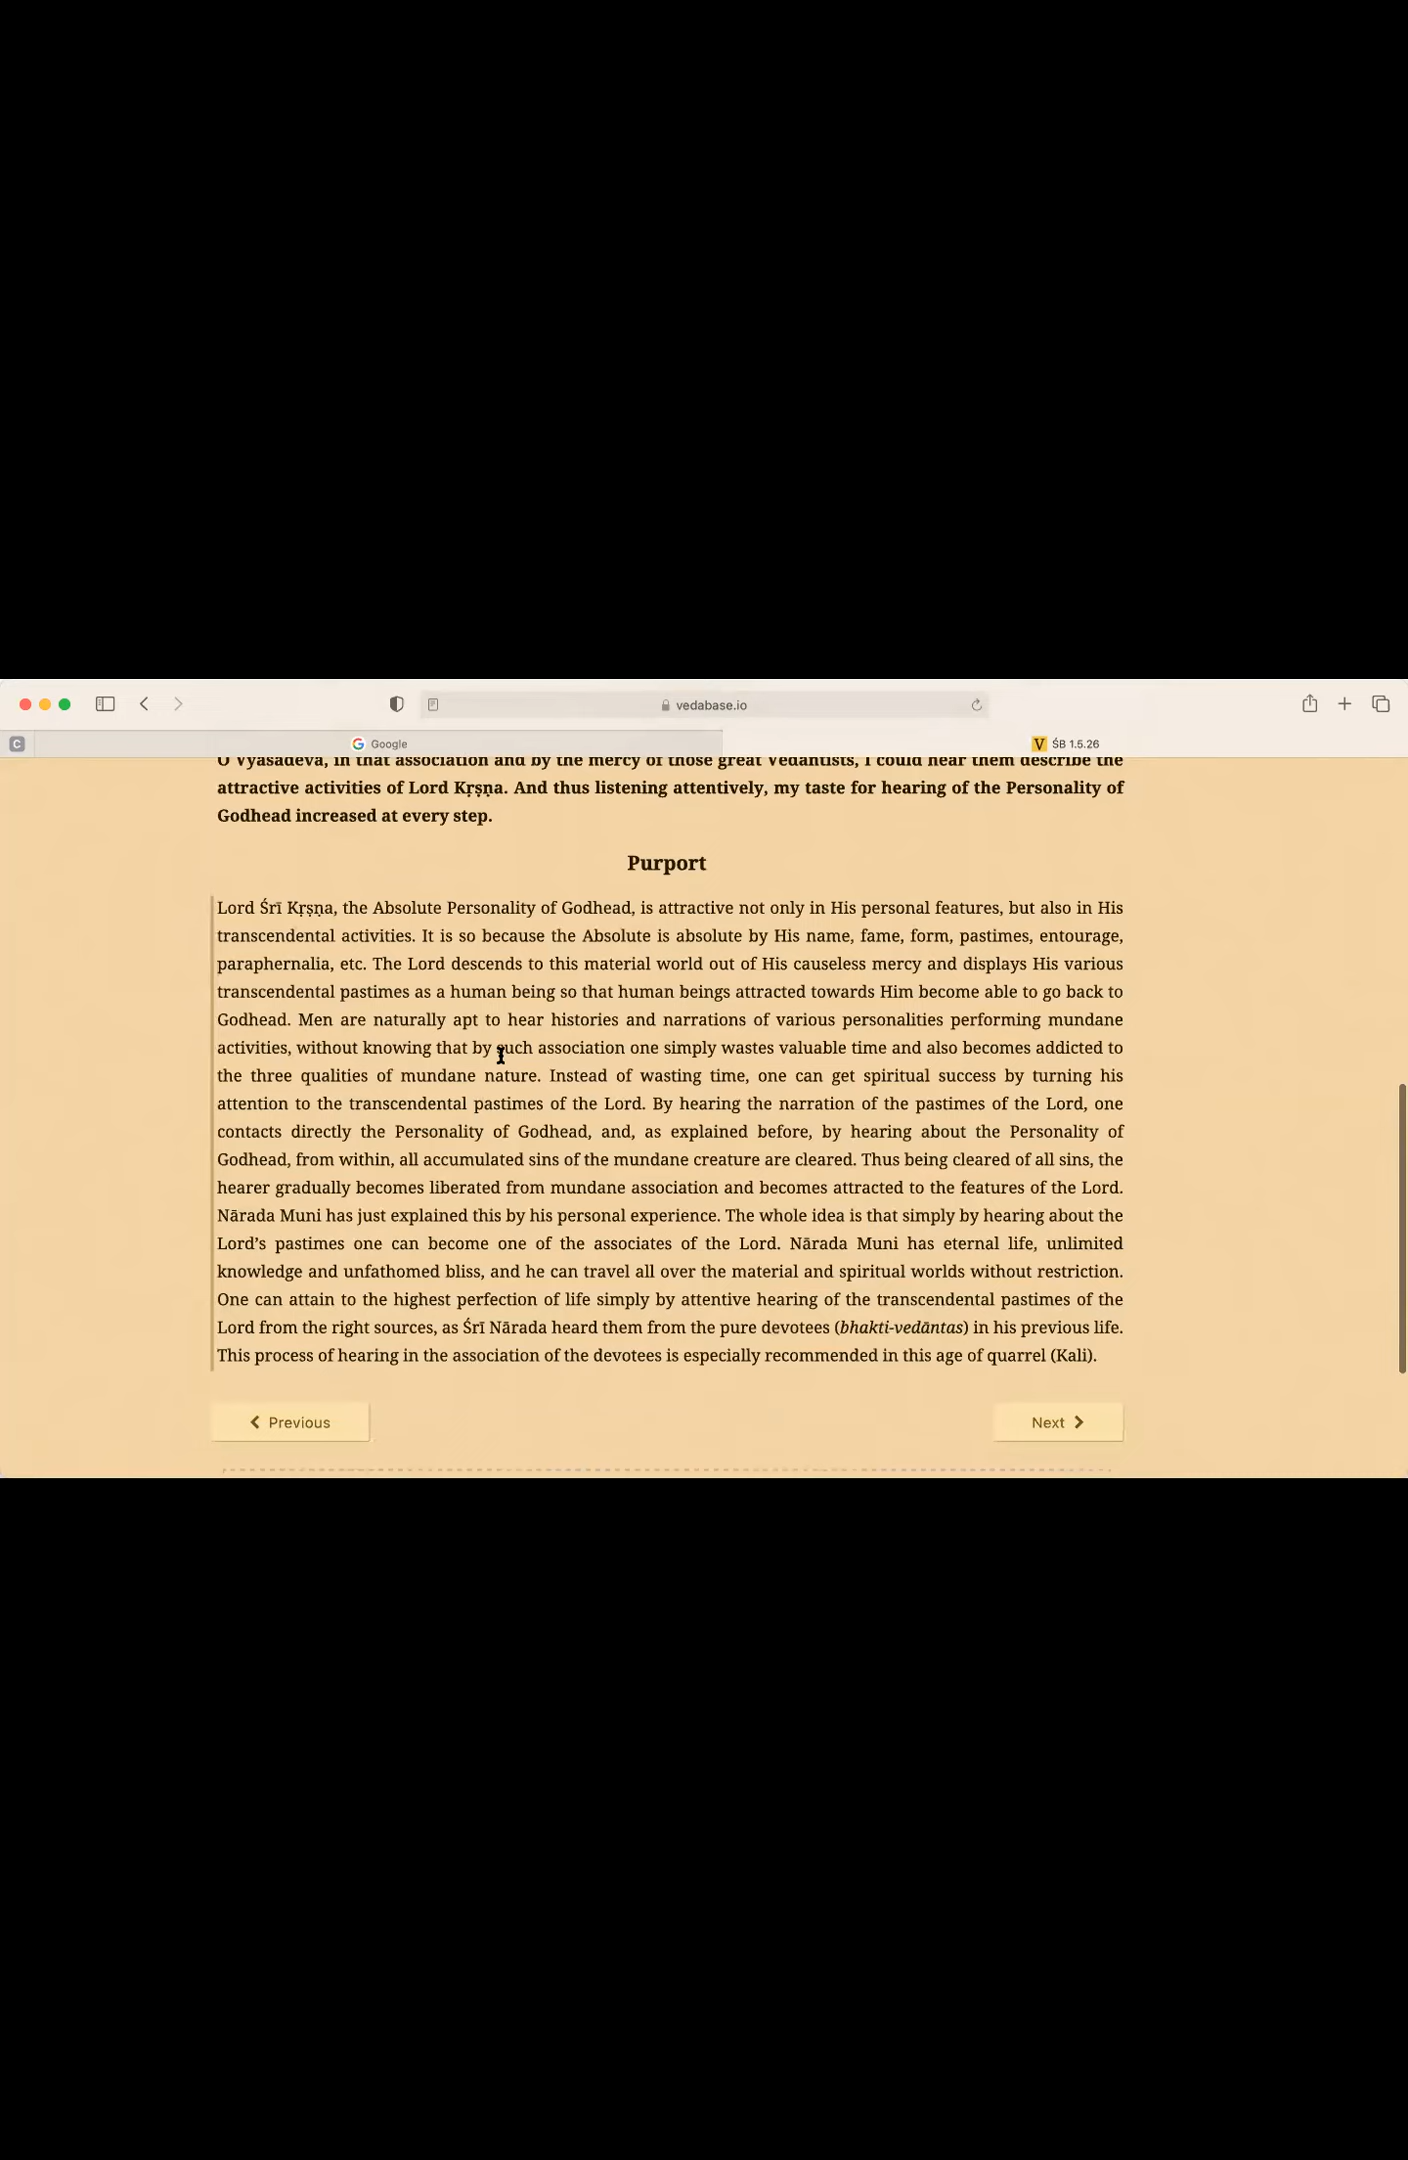 vedabase.io
C
Google
V ŚB 1.5.26
O Vyāsadeva, in that association and by the mercy of those great Vedāntists, I could hear them describe the
attractive activities of Lord Kṛṣṇa. And thus listening attentively, my taste for hearing of the Personality of
Godhead increased at every step.
Purport
Lord Śrī Kṛṣṇa, the Absolute Personality of Godhead, is attractive not only in His personal features, but also in His
transcendental activities. It is so because the Absolute is absolute by His name, fame, form, pastimes, entourage,
paraphernalia, etc. The Lord descends to this material world out of His causeless mercy and displays His various
transcendental pastimes as a human being so that human beings attracted towards Him become able to go back to
Godhead. Men are naturally apt to hear histories and narrations of various personalities performing mundane
activities, without knowing that by such association one simply wastes valuable time and also becomes addicted to
the three qualities of mundane nature. Instead of wasting time, one can get spiritual success by turning his
attention to the transcendental pastimes of the Lord. By hearing the narration of the pastimes of the Lord, one
contacts directly the Personality of Godhead, and, as explained before, by hearing about the Personality of
Godhead, from within, all accumulated sins of the mundane creature are cleared. Thus being cleared of all sins, the
hearer gradually becomes liberated from mundane association and becomes attracted to the features of the Lord.
Nārada Muni has just explained this by his personal experience. The whole idea is that simply by hearing about the
Lord’s pastimes one can become one of the associates of the Lord. Nārada Muni has eternal life, unlimited
knowledge and unfathomed bliss, and he can travel all over the material and spiritual worlds without restriction.
One can attain to the highest perfection of life simply by attentive hearing of the transcendental pastimes of the
Lord from the right sources, as Śrī Nārada heard them from the pure devotees (bhakti-vedāntas) in his previous life.
This process of hearing in the association of the devotees is especially recommended in this age of quarrel (Kali).
Previous
Next